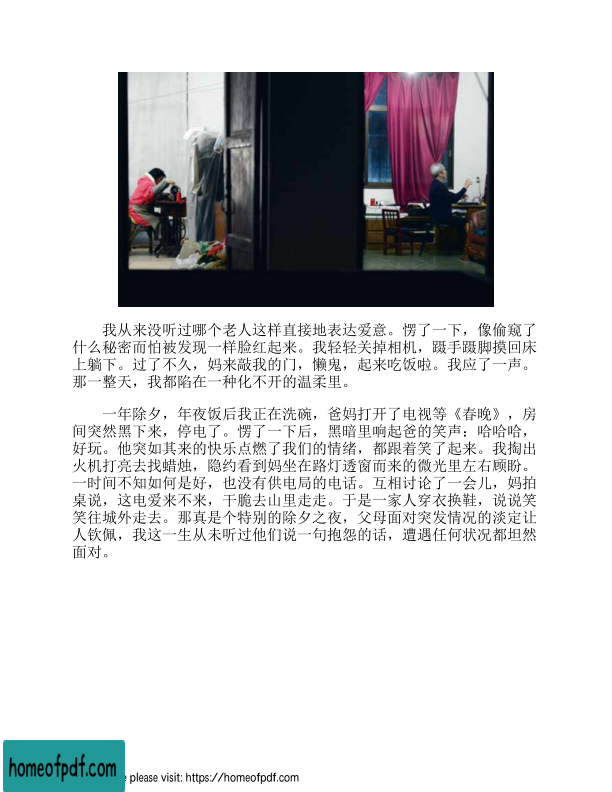 我从来没听过哪个老人这样直接地表达爱意。愣了一下，像偷窥了
什么秘密而怕被发现一样脸红起来。我轻轻关掉相机，蹑手蹑脚摸回床
上躺下。过了不久，妈来敲我的门，懒鬼，起来吃饭啦。我应了一声。
那一整天，我都陷在一种化不开的温柔里。
一年除夕，年夜饭后我正在洗碗，爸妈打开了电视等《春晚》，房
间突然黑下来，停电了。愣了一下后，黑暗里响起爸的笑声：哈哈哈，
好玩。他突如其来的快乐点燃了我们的情绪，都跟着笑了起来。我掏出
火机打亮去找蜡烛，隐约看到妈坐在路灯透窗而来的微光里左右顾盼。
一时间不知如何是好，也没有供电局的电话。互相讨论了一会儿，妈拍
桌说，这电爱来不来，干脆去山里走走。于是一家人穿衣换鞋，说说笑
笑往城外走去。那真是个特别的除夕之夜，父母面对突发情况的淡定让
人钦佩，我这一生从未听过他们说一句抱怨的话，遭遇任何状况都坦然
面对。
homeofpdf.com
please visit: https://homeofpdf.com